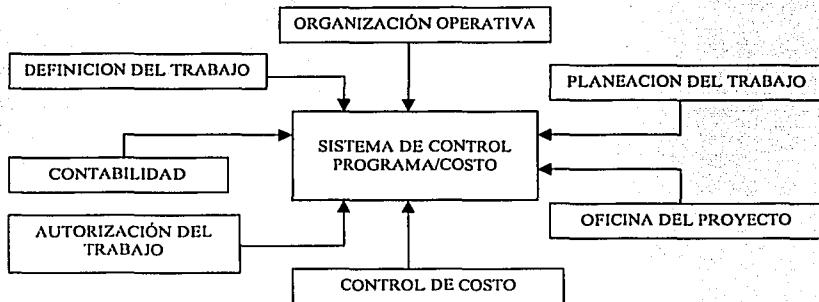 ORGANIZACIÓN OPERATIVA
DEFINICION DEL TRABAJO
PLANEACION DEL TRABAJO
SISTEMA DE CONTROL
PROGRAMA/COSTO
CONTABILIDAD
OFICINA DEL PROYECTO
AUTORIZACIÓN DEL
TRABAJO
CONTROL DE COSTO